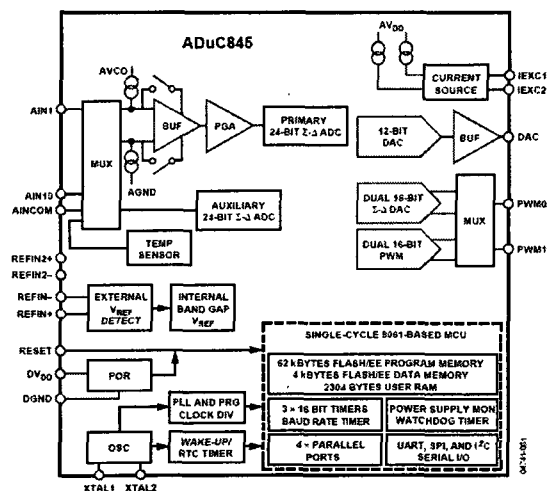 ADuC845
AVCO
AVDD
IEXC1
IEXC2
CURRENT
SOURCE
AIN1
BUF
PGA
PRIMARY
24-BIT Σ-Δ ADC
12-BIT
DAC
BUF
DAC
MUX
AGND
AIN10
AINCOM
AUXILIARY
24-BIT Σ-Δ ADC
DUAL 16-BIT
Σ-Δ DAC
MUX
PWM0
TEMP
SENSOR
DUAL 16-BIT
PWM
PWM1
REFIN2+
REFIN2–
REFIN–
REFIN+
EXTERNAL
VREF
DETECT
INTERNAL
BAND GAP
VREF
RESET
DVDD
DGND
POR
SINGLE-CYCLE 8061-BASED MCU
62 kBYTES FLASH/EE PROGRAM MEMORY
4 kBYTES FLASH/EE DATA MEMORY
2304 BYTES USER RAM
PLL AND PRG
CLOCK DIV
3 × 16 BIT TIMERS
BAUD RATE TIMER
POWER SUPPLY MON
WATCHDOG TIMER
OSC
WAKE-UP/
RTC TIMER
4 × PARALLEL
PORTS
UART, SPI, AND I2C
SERIAL I/O
XTAL1
XTAL2